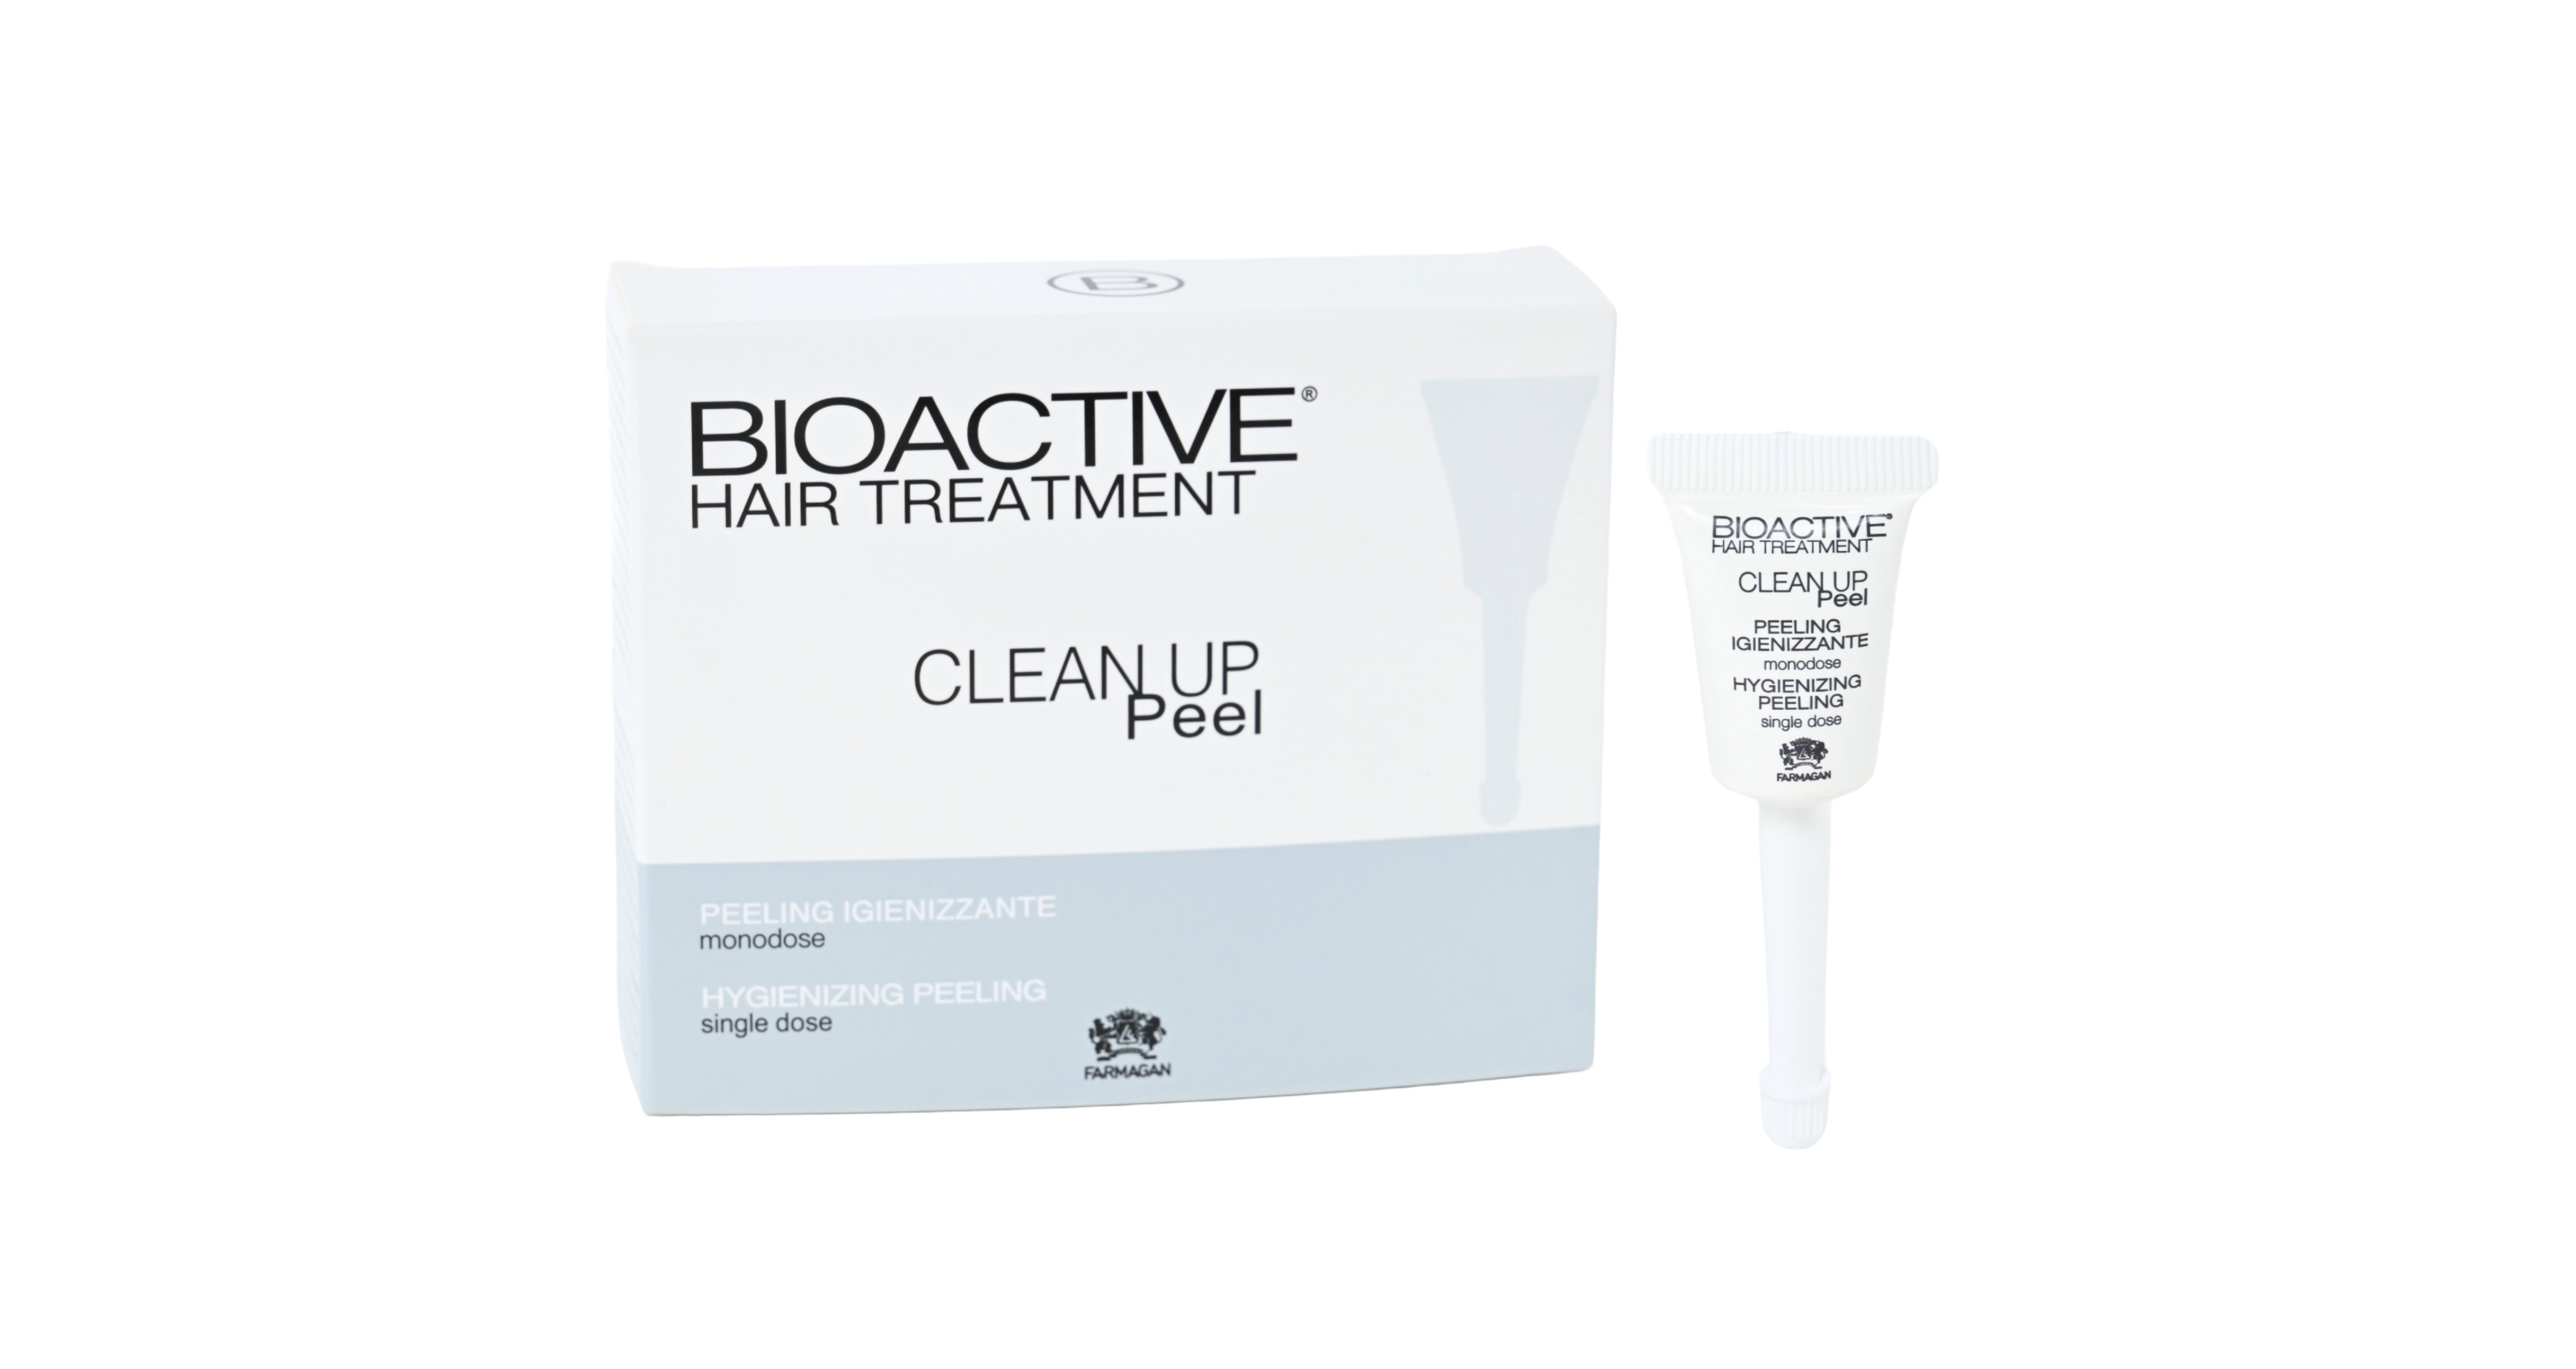 B
BIOACTIVE®
HAIR TREATMENT
CLEAN UP
Peel
PEELING IGIENIZZANTE
monodose
HYGIENIZING PEELING
single dose
FARMAGAN
BIOACTIVE®
HAIR TREATMENT
CLEAN UP
Peel
PEELING
IGIENIZZANTE
monodose
HYGIENIZING
PEELING
single dose
FARMAGAN